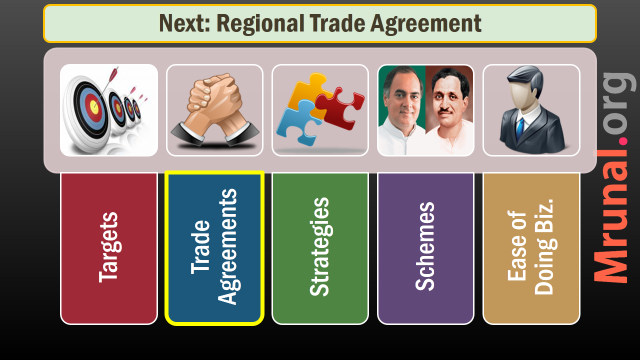 Next: Regional Trade Agreement
Targets
Trade
Agreements
Strategies
Schemes
Ease of
Doing Biz.
Mrunal.org